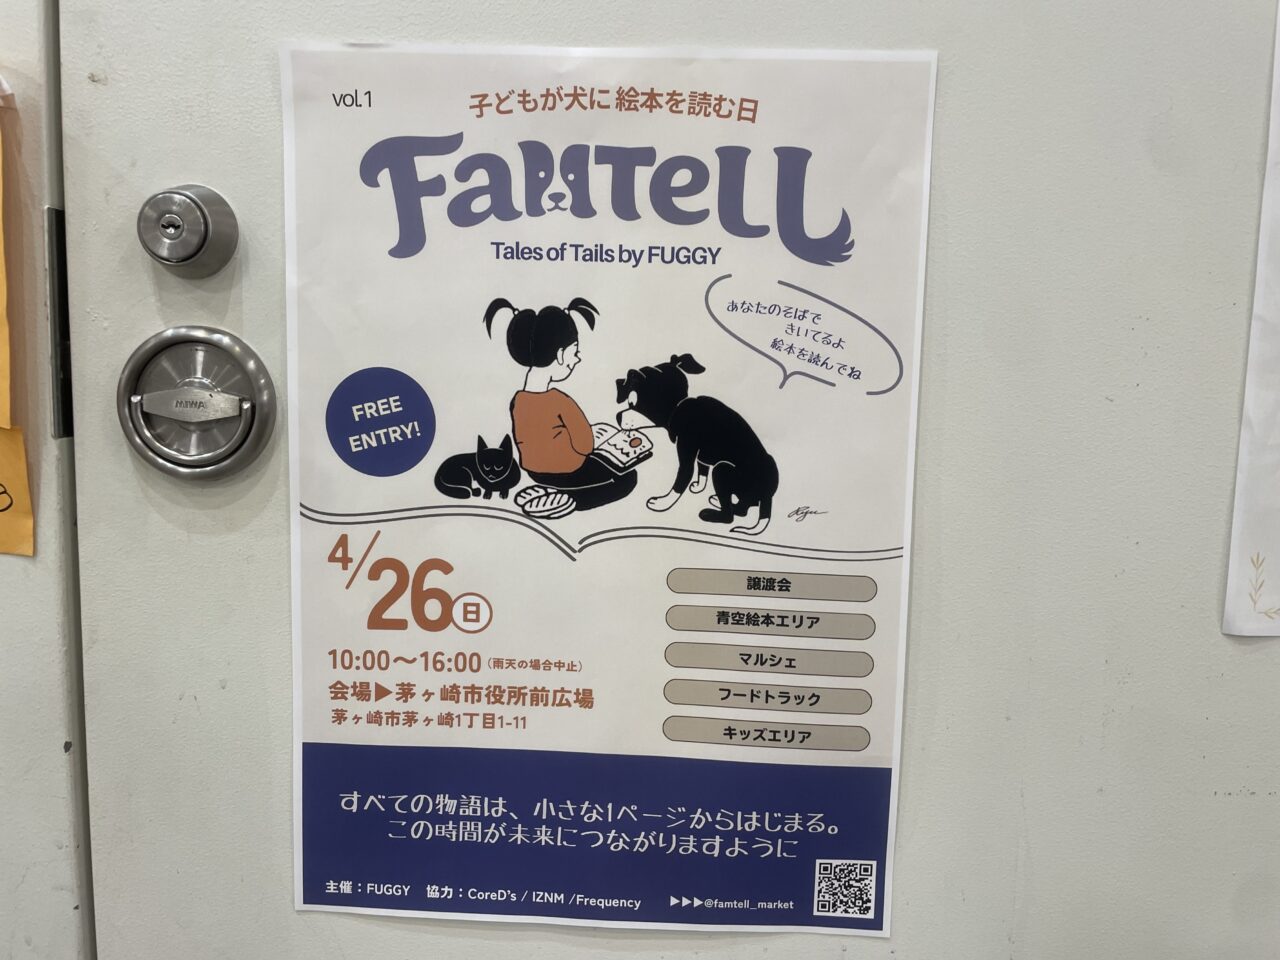 vol.1
子どもが犬に 絵本を読む日
FamTell
Tales of Tails by FUGGY
あなたのそばで
きいてるよ
絵本を読んでね
FREE
ENTRY!
Ryu
4/26日
10:00〜16:00（雨天の場合中止）
会場▶茅ヶ崎市役所前広場
茅ヶ崎市茅ヶ崎1丁目1-11
譲渡会
青空絵本エリア
マルシェ
フードトラック
キッズエリア
すべての物語は、小さな1ページからはじまる。
この時間が未来につながりますように
主催：FUGGY 協力：CoreD's / IZNM /Frequency ▶▶▶@famtell_market
MIWA